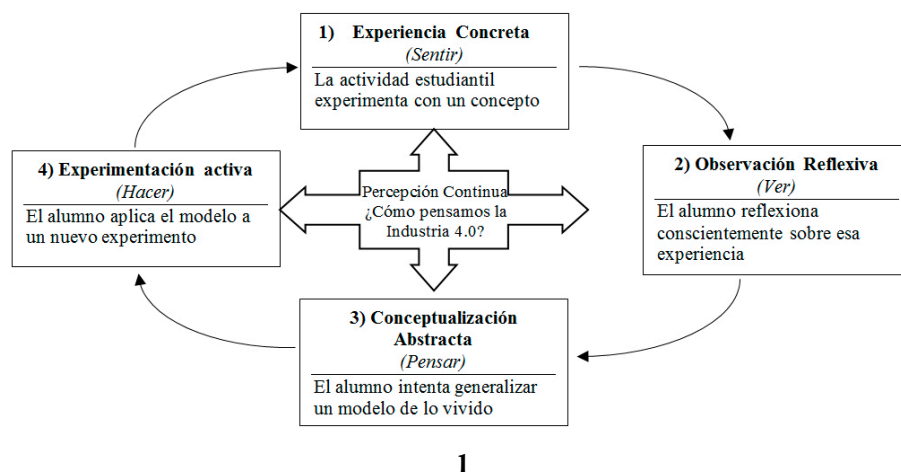 1) Experiencia Concreta
(Sentir)
La actividad estudiantil
experimenta con un concepto
4) Experimentación activa
(Hacer)
El alumno aplica el modelo a
un nuevo experimento
Percepción Continua
¿Cómo pensamos la
Industria 4.0?
2) Observación Reflexiva
(Ver)
El alumno reflexiona
conscientemente sobre esa
experiencia
3) Conceptualización
Abstracta
(Pensar)
El alumno intenta generalizar
un modelo de lo vivido
1